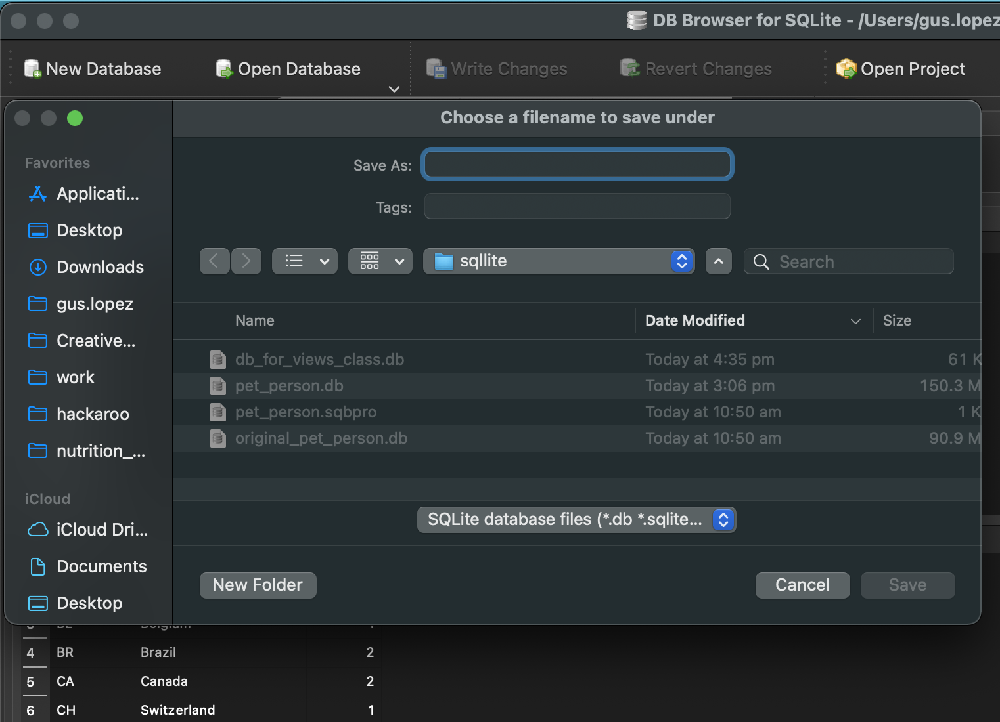 DB Browser for SQLite - /Users/gus.lopez
New Database
Open Database
Write Changes
Revert Changes
Open Project
Choose a filename to save under
Favorites
Applicati...
Desktop
Downloads
gus.lopez
Creative...
work
hackaroo
nutrition_...
iCloud
iCloud Dri...
Documents
Desktop
Save As:
Tags:
sqllite
Search
Name Date Modified Size
db_for_views_class.db Today at 4:35 pm 61 K
pet_person.db Today at 3:06 pm 150.3 M
pet_person.sqbpro Today at 10:50 am 1 K
original_pet_person.db Today at 10:50 am 90.9 M
SQLite database files (*.db *.sqlite...
New Folder
Cancel
Save
3 BE Belgium 1
4 BR Brazil 2
5 CA Canada 2
6 CH Switzerland 1